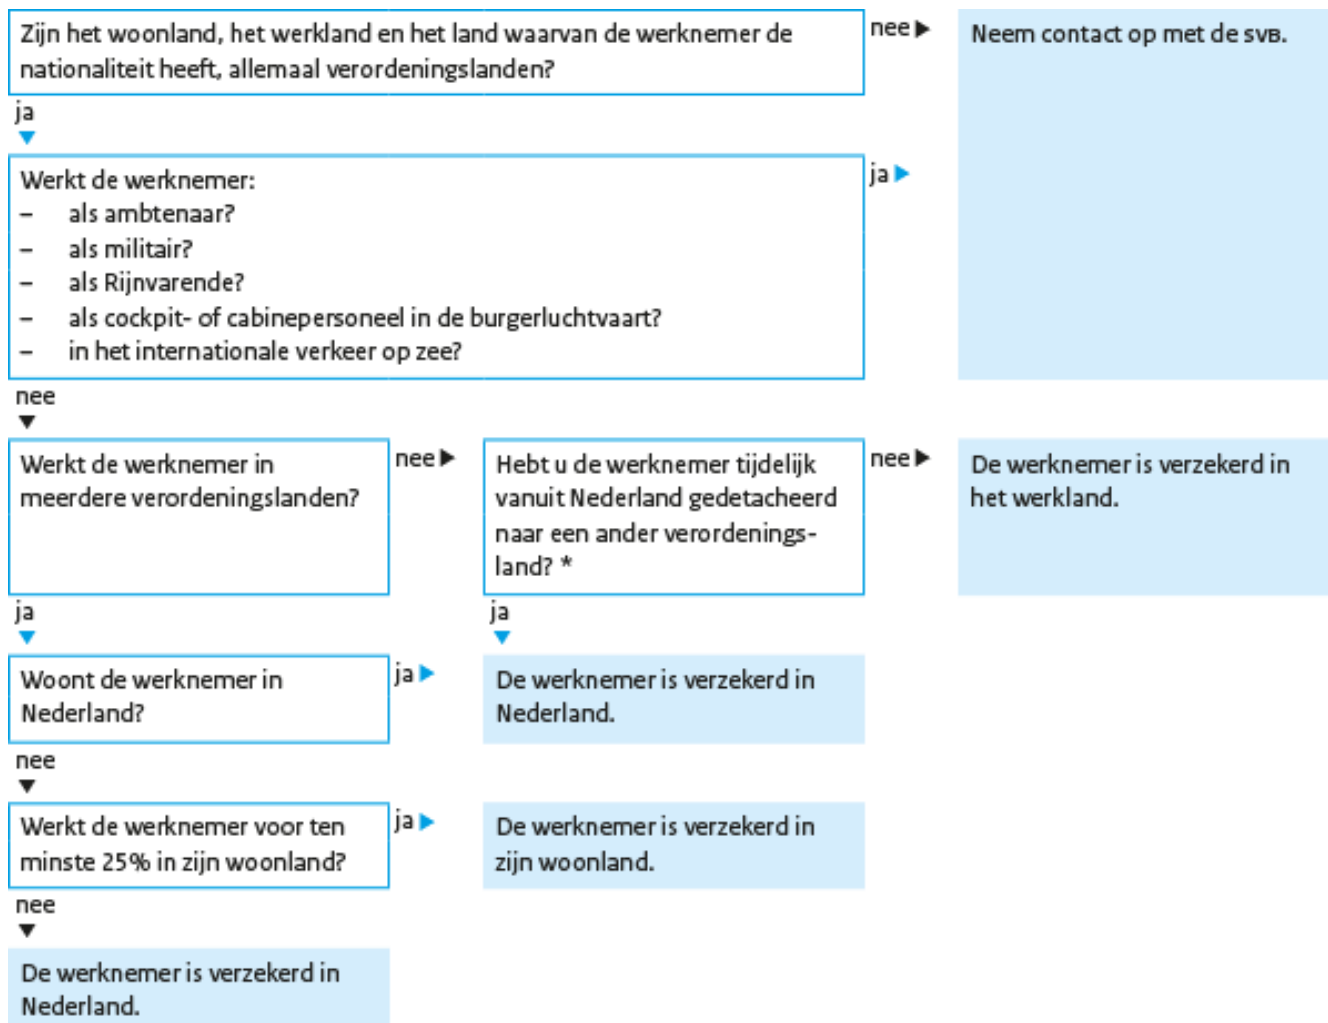 Zijn het woonland, het werkland en het land waarvan de werknemer de
nationaliteit heeft, allemaal verordeningslanden?
nee
Neem contact op met de SVB.
ja
Werkt de werknemer:
– als ambtenaar?
– als militair?
– als Rijnvarende?
– als cockpit- of cabinepersoneel in de burgerluchtvaart?
– in het internationale verkeer op zee?
ja
nee
Werkt de werknemer in
meerdere verordeningslanden?
nee
Hebt u de werknemer tijdelijk
vanuit Nederland gedetacheerd
naar een ander verordenings-
land? *
nee
De werknemer is verzekerd in
het werkland.
ja
ja
Woont de werknemer in
Nederland?
ja
De werknemer is verzekerd in
Nederland.
nee
Werkt de werknemer voor ten
minste 25% in zijn woonland?
ja
De werknemer is verzekerd in
zijn woonland.
nee
De werknemer is verzekerd in
Nederland.